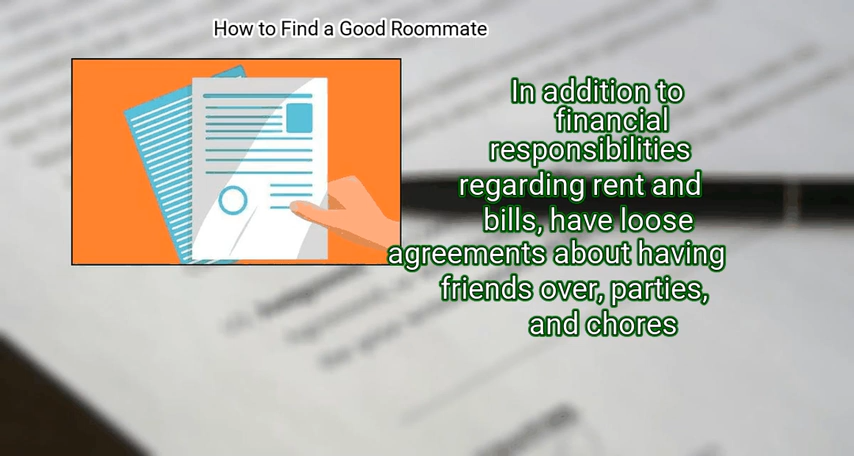 How to Find a Good Roommate
In addition to
financial
responsibilities
regarding rent and
bills, have loose
agreements about having
friends over, parties,
and chores